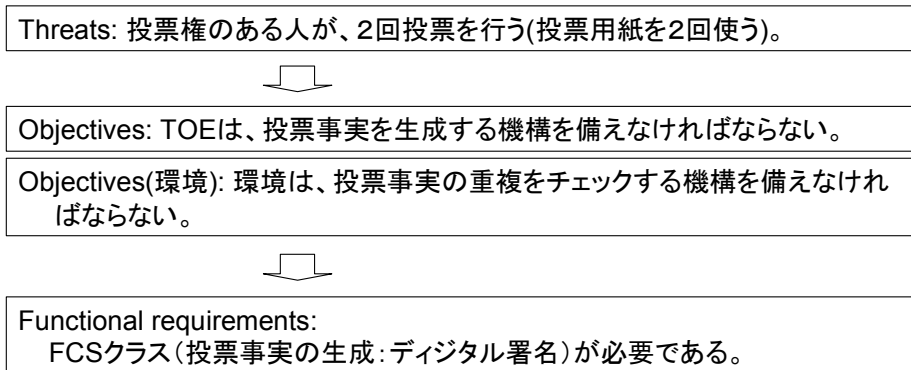 Threats: 投票権のある人が、２回投票を行う(投票用紙を２回使う)。
Objectives: TOEは、投票事実を生成する機構を備えなければならない。
Objectives(環境): 環境は、投票事実の重複をチェックする機構を備えなけれ
ばならない。
Functional requirements:
FCSクラス（投票事実の生成：ディジタル署名）が必要である。